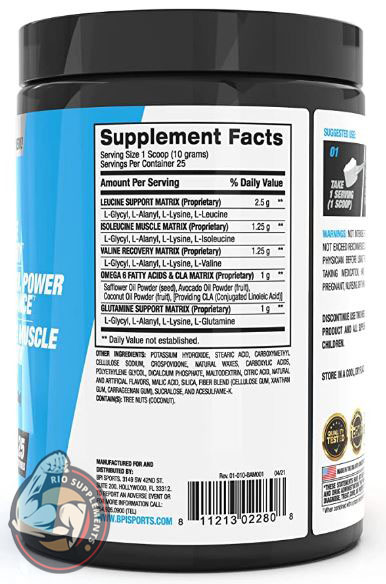 Supplement Facts
Serving Size 1 Scoop (10 grams)
Servings Per Container 25
Amount Per Serving % Daily Value
LEUCINE SUPPORT MATRIX (Proprietary) 2.5 g **
L-Glycyl, L-Alanyl, L-Lysine, L-Leucine
ISOLEUCINE MUSCLE MATRIX (Proprietary) 1.25 g **
L-Glycyl, L-Alanyl, L-Lysine, L-Isoleucine
VALINE RECOVERY MATRIX (Proprietary) 1.25 g **
L-Glycyl, L-Alanyl, L-Lysine, L-Valine
OMEGA 6 FATTY ACIDS & CLA MATRIX (Proprietary) 1 g **
Safflower Oil Powder (seed), Avocado Oil Powder (fruit),
Coconut Oil Powder (fruit), [Providing CLA (Conjugated Linoleic Acid)]
GLUTAMINE SUPPORT MATRIX (Proprietary) 1 g **
L-Glycyl, L-Alanyl, L-Lysine, L-Glutamine
** Daily Value not established.
OTHER INGREDIENTS: POTASSIUM HYDROXIDE, STEARIC ACID, CARBOXYMETHYL
CELLULOSE SODIUM, CROSPOVIDONE, NATURAL WAXES, CARBOXYLIC ACIDS,
POLYETHYLENE GLYCOL, DICALCIUM PHOSPHATE, MALTODEXTRIN, CITRIC ACID, NATURAL
AND ARTIFICIAL FLAVORS, MALIC ACID, SILICA, FIBER BLEND (CELLULOSE GUM, XANTHAN
GUM, CARRAGEENAN GUM), SUCRALOSE, AND ACESULFAME-K.
CONTAIN(S): TREE NUTS (COCONUT).
MANUFACTURED FOR AND
DISTRIBUTED BY:
BPI SPORTS. 3149 SW 42ND ST.
SUITE 200, HOLLYWOOD, FL 33312.
TO REPORT AN ADVERSE EVENT OR
FOR MORE INFORMATION
WWW.BPISPORTS.COM
Rev. 01-010-BAM001 04/21
8 11213 02280 8
POWER
MUSCLE
25
SUGGESTED USE:
01
TAKE
1 SERVING
(1 SCOOP)
WARNINGS: NOT
NOT EXCEED
PHYSICIAN BEFORE
TAKING MEDICATION,
PREGNANT, NURSING,
DISCONTINUE USE
PRODUCT AND ALL
CHILDREN.
STORE IN A COOL,
QUALITY
TESTED
RIO SUPPLEMENTS